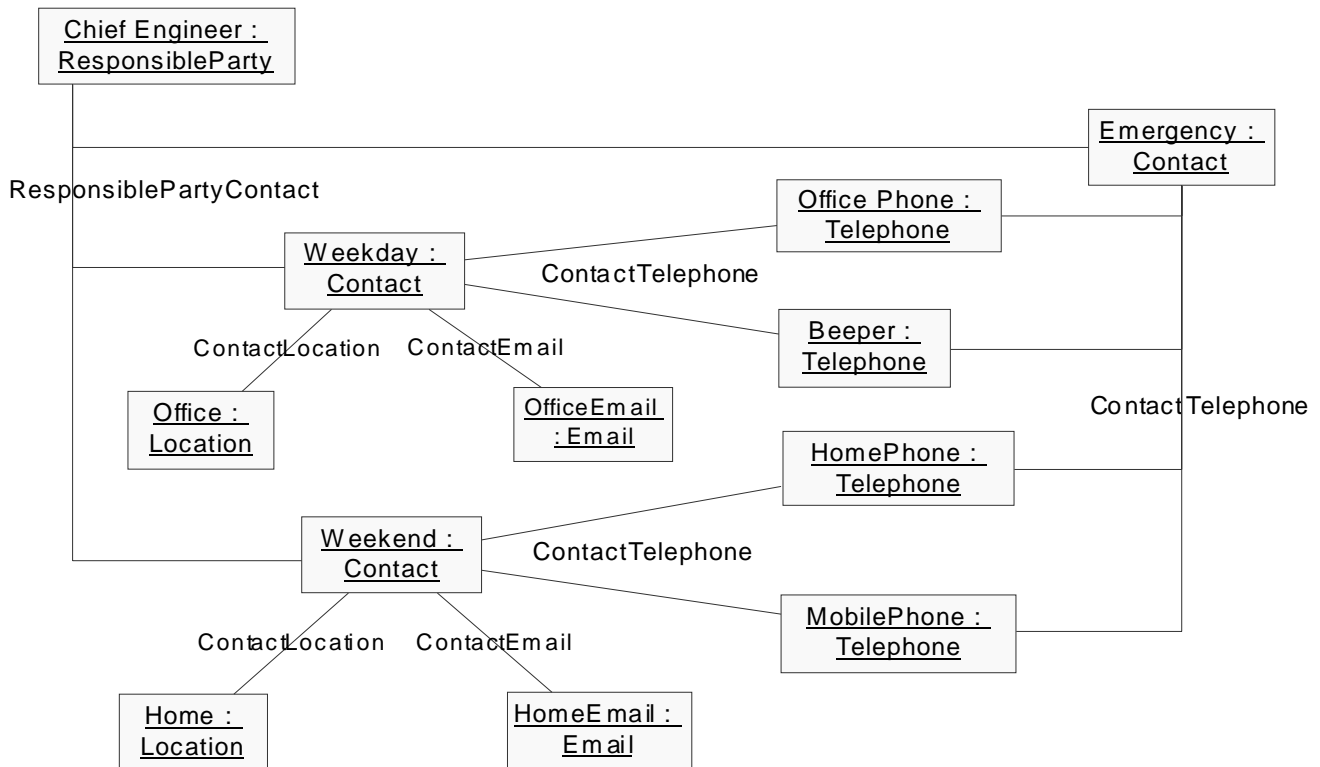 Chief Engineer :
ResponsibleParty
Emergency :
Contact
ResponsiblePartyContact
Office Phone :
Telephone
Weekday :
Contact
ContactTelephone
Beeper :
Telephone
ContactLocation
ContactEmail
Office :
Location
OfficeEmail
: Email
ContactTelephone
HomePhone :
Telephone
Weekend :
Contact
ContactTelephone
MobilePhone :
Telephone
ContactLocation
ContactEmail
Home :
Location
HomeEmail :
Email